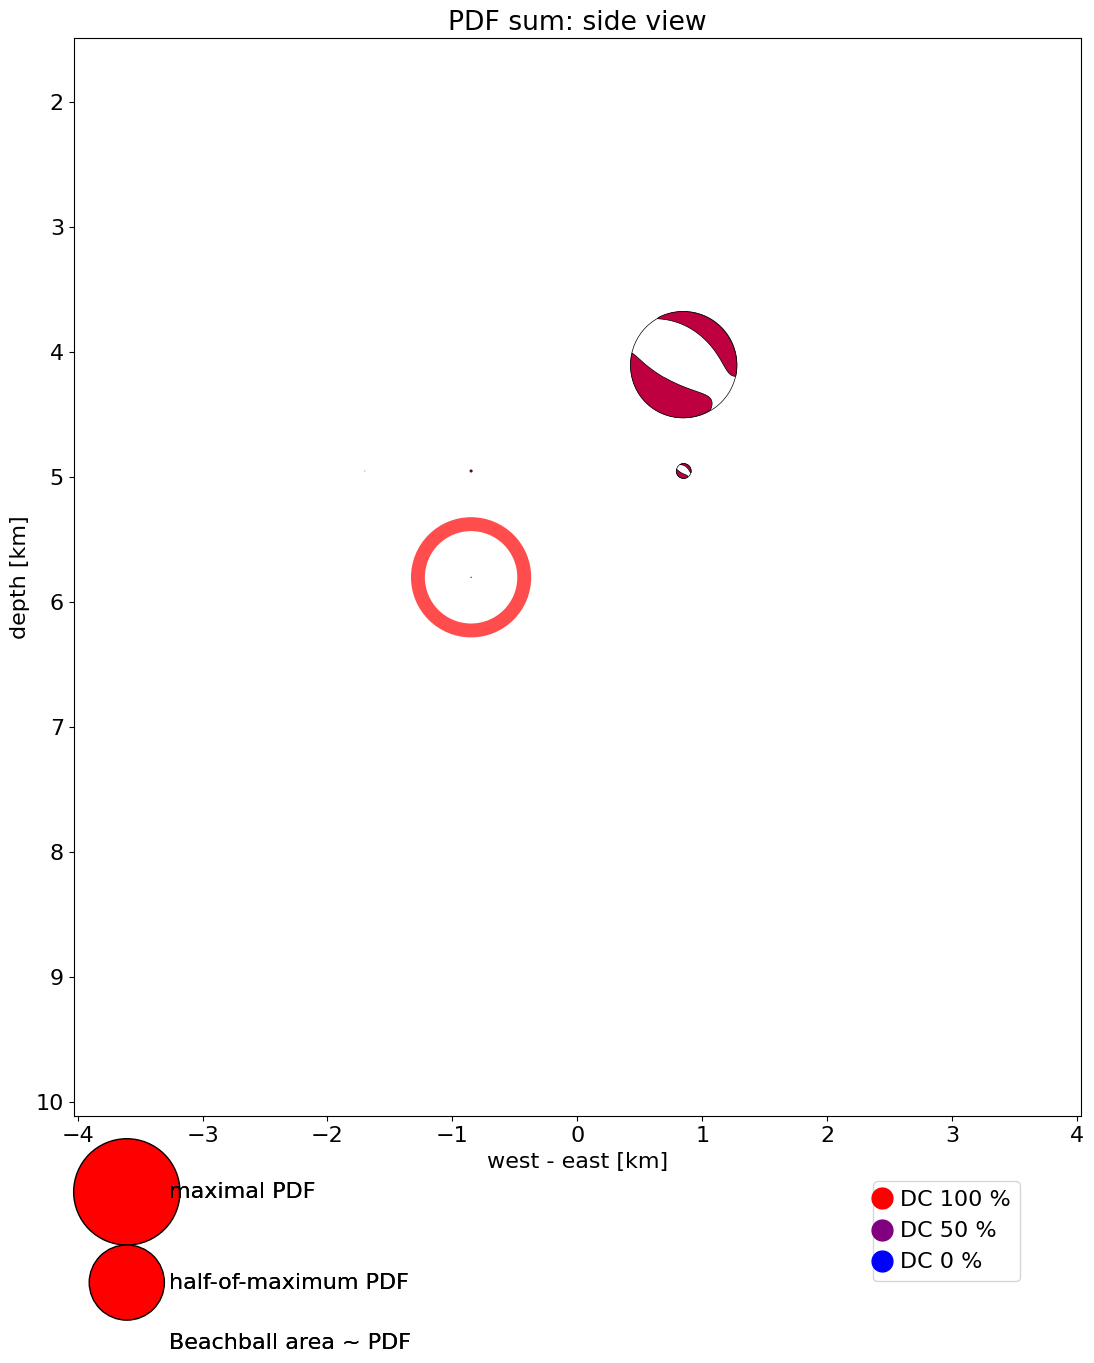 PDF sum: side view
2
3
4
5
6
7
8
9
10
depth [km]
−4 −3 −2 −1 0 1 2 3 4
west - east [km]
maximal PDF
half-of-maximum PDF
Beachball area ~ PDF
DC 100 %
DC 50 %
DC 0 %